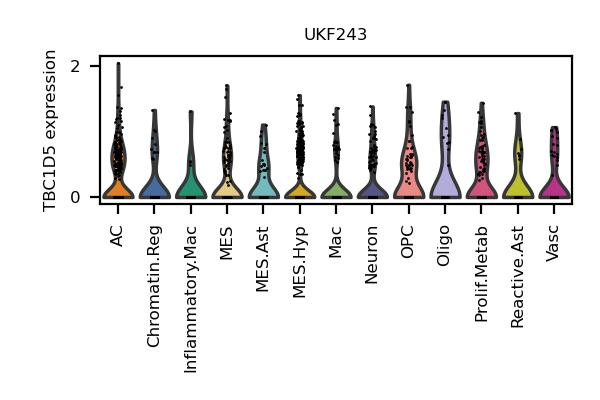 UKF243
TBC1D5 expression
2
0
AC
Chromatin.Reg
Inflammatory.Mac
MES
MES.Ast
MES.Hyp
Mac
Neuron
OPC
Oligo
Prolif.Metab
Reactive.Ast
Vasc